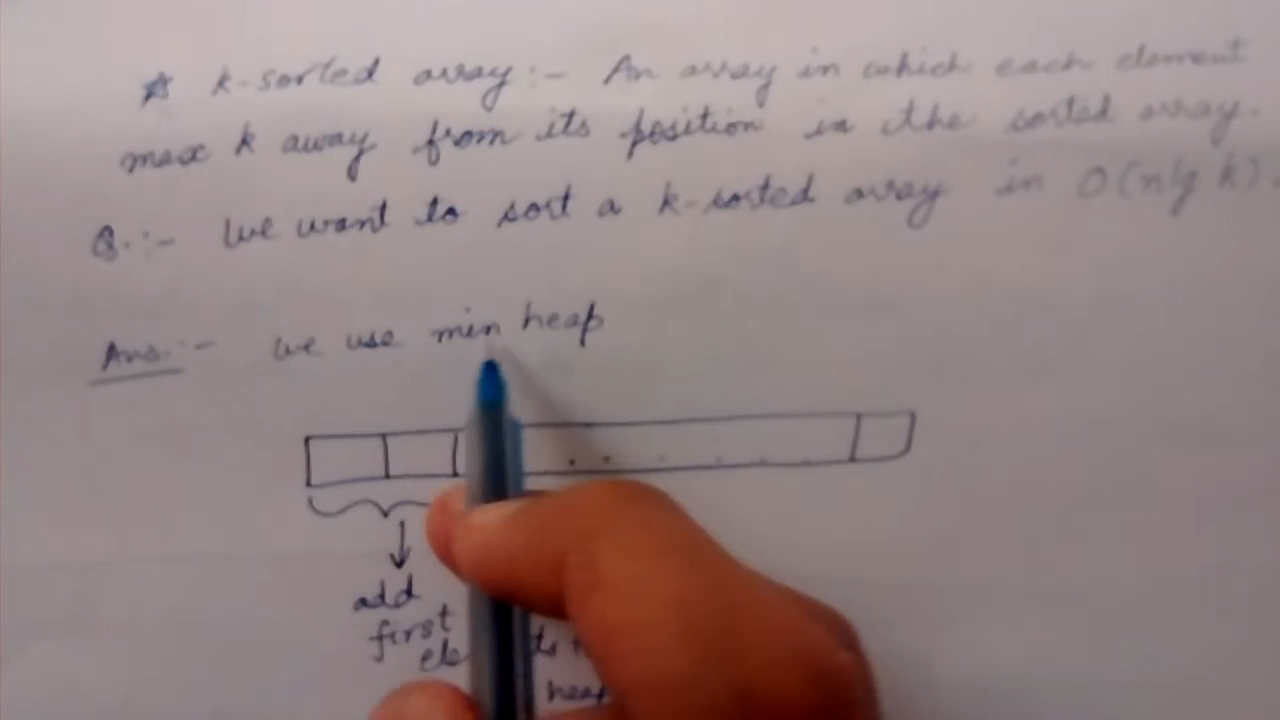 * k-sorted array :- An array in which each element
max k away from its position in the sorted array.
Q. :- We want to sort a k-sorted array in O(n lg k).
Ans. :- We use min heap
add
first
heap